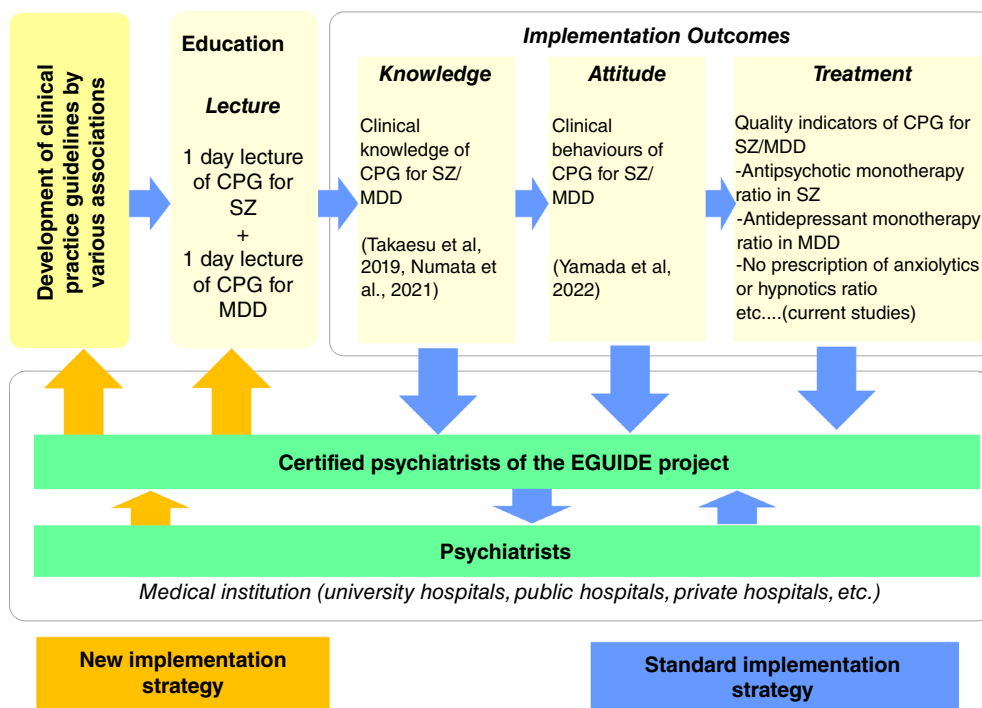 Development of clinical
practice guidelines by
various associations
Education
Lecture
1 day lecture
of CPG for
SZ
+
1 day lecture
of CPG for
MDD
Implementation Outcomes
Knowledge
Clinical
knowledge of
CPG for SZ/
MDD
(Takaesu et al,
2019, Numata et
al., 2021)
Attitude
Clinical
behaviours of
CPG for SZ/
MDD
(Yamada et al,
2022)
Treatment
Quality indicators of CPG for
SZ/MDD
-Antipsychotic monotherapy
ratio in SZ
-Antidepressant monotherapy
ratio in MDD
-No prescription of anxiolytics
or hypnotics ratio
etc....(current studies)
Certified psychiatrists of the EGUIDE project
Psychiatrists
Medical institution (university hospitals, public hospitals, private hospitals, etc.)
New implementation
strategy
Standard implementation
strategy